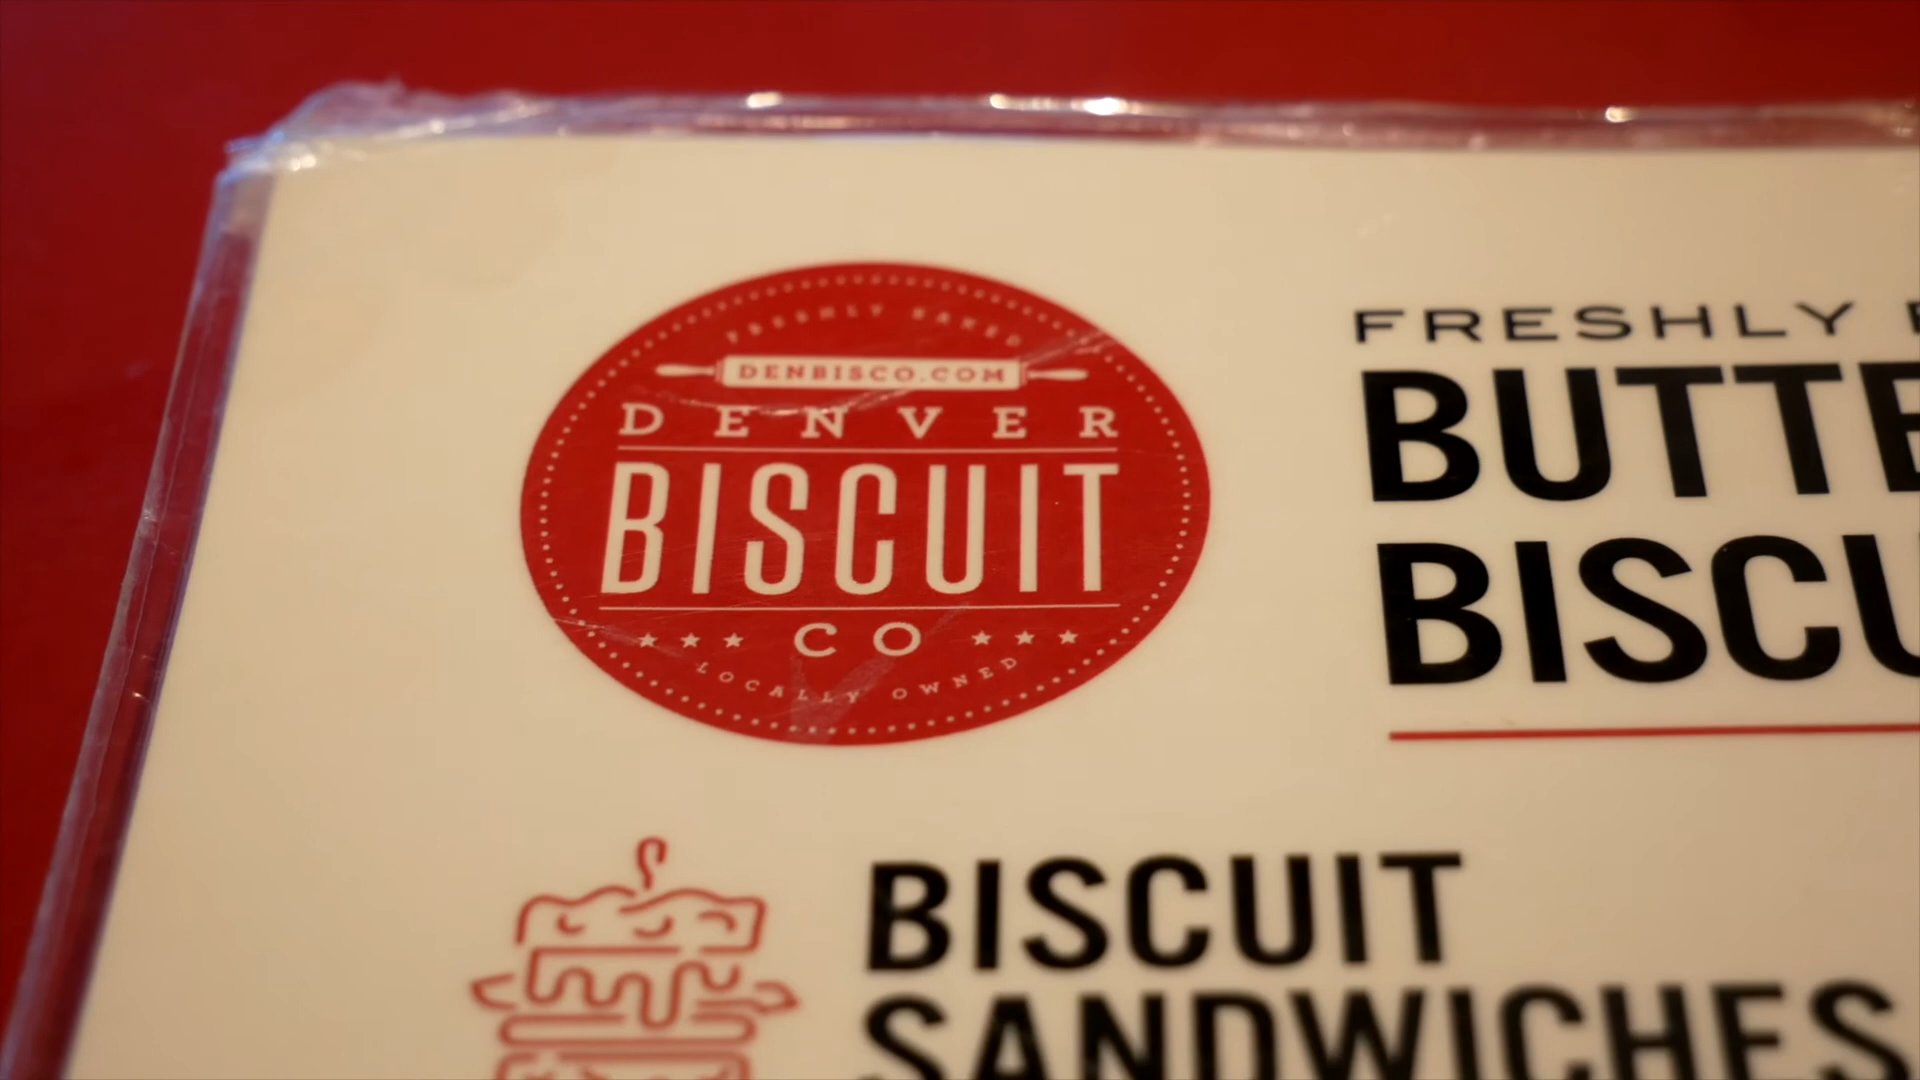 FRESHLY BAKED
DENBISCO.COM
DENVER
BISCUIT
CO
LOCALLY OWNED
FRESHLY
BUTTE
BISCU
BISCUIT
SANDWICHES